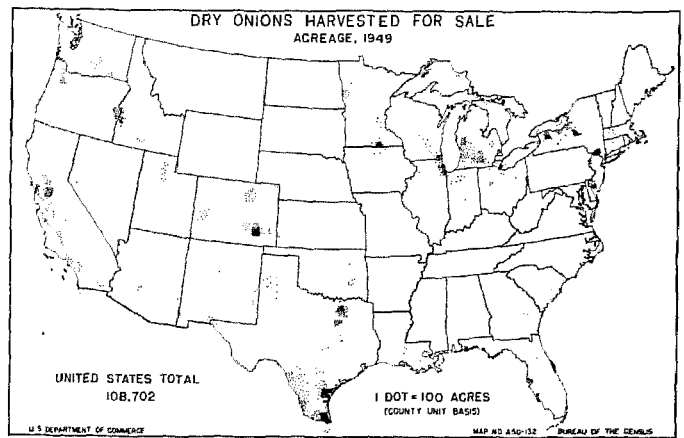 DRY ONIONS HARVESTED FOR SALE
ACREAGE, 1949
UNITED STATES TOTAL
108,702
1 DOT = 100 ACRES
(COUNTY UNIT BASIS)
U S DEPARTMENT OF COMMERCE
MAP NO A50-132
BUREAU OF THE CENSUS